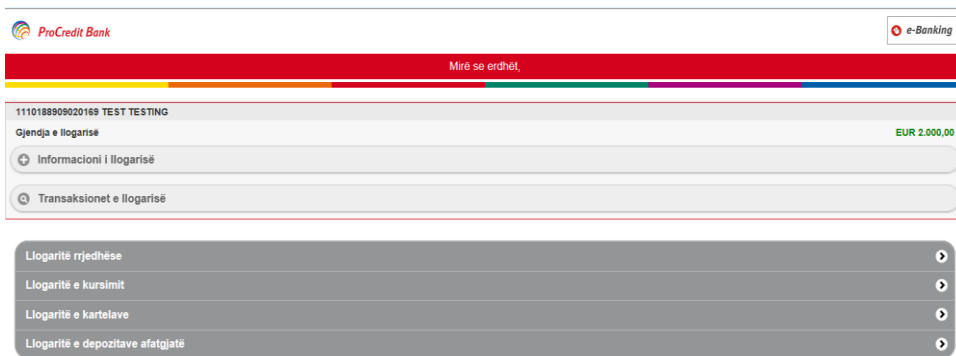 ProCredit Bank
e-Banking
Mirë se erdhët,
1110188909020169 TEST TESTING
Gjendja e llogarisë EUR 2.000,00
Informacioni i llogarisë
Transaksionet e llogarisë
Llogaritë rrjedhëse
Llogaritë e kursimit
Llogaritë e kartelave
Llogaritë e depozitave afatgjatë